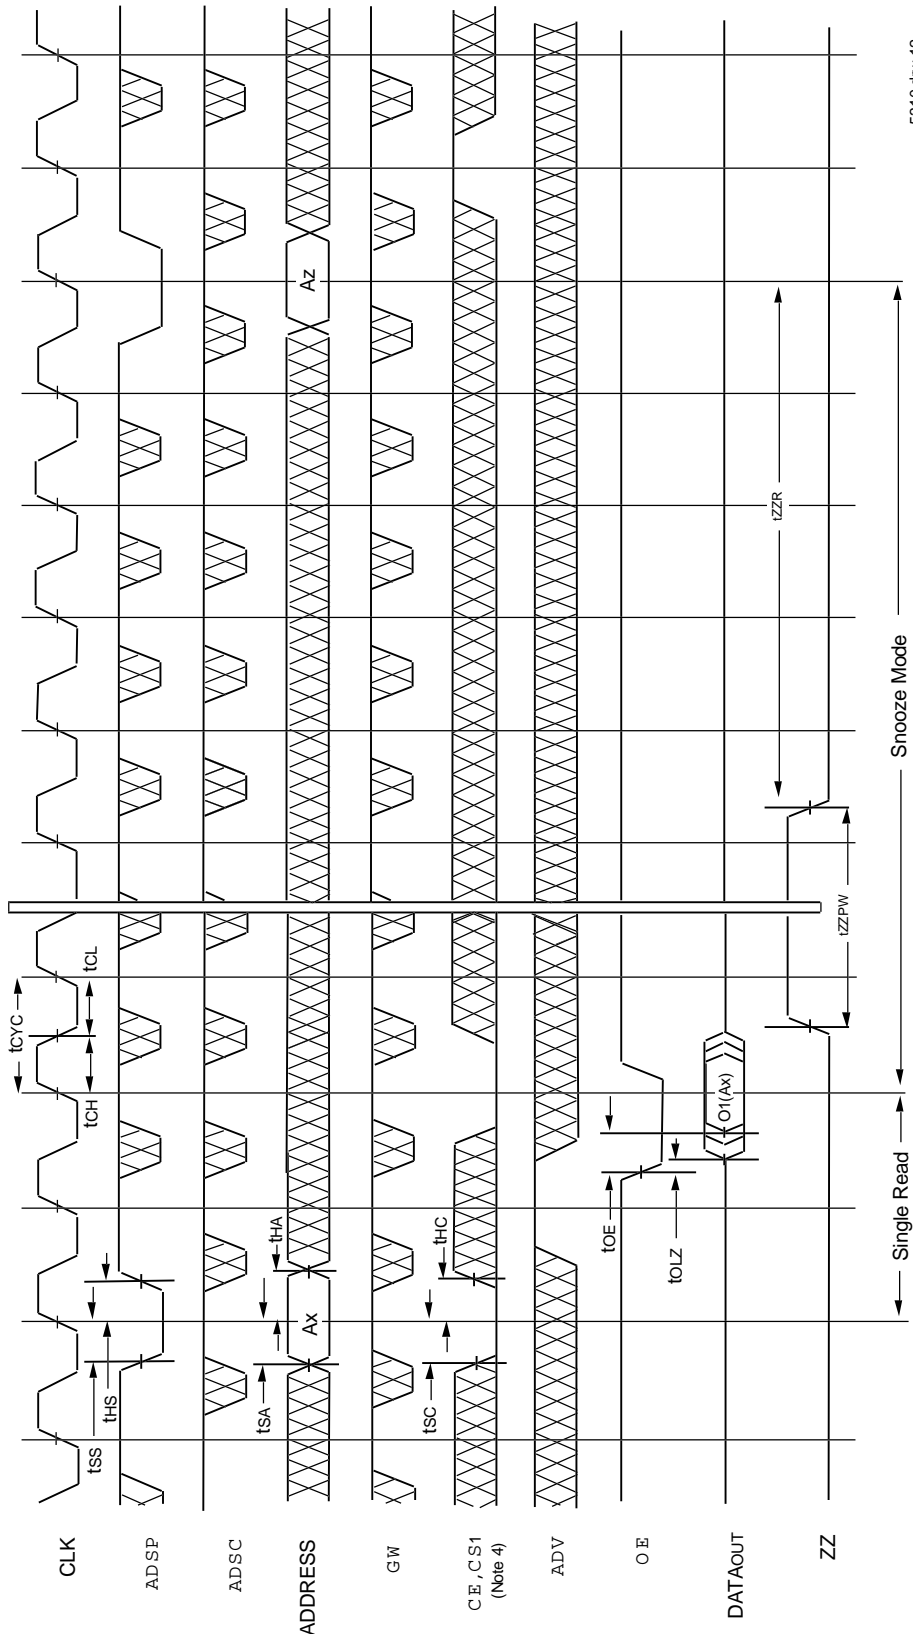 CLK
tCYC
tCH
tCL
tSS
tHS
ADSP
ADSC
ADDRESS
tSA
tHA
Ax
Az
GW
CE,CS1
(Note 4)
tSC
tHC
ADV
OE
tOE
tOLZ
DATAOUT
O1(Ax)
ZZ
tZZPW
tZZR
Single Read
Snooze Mode